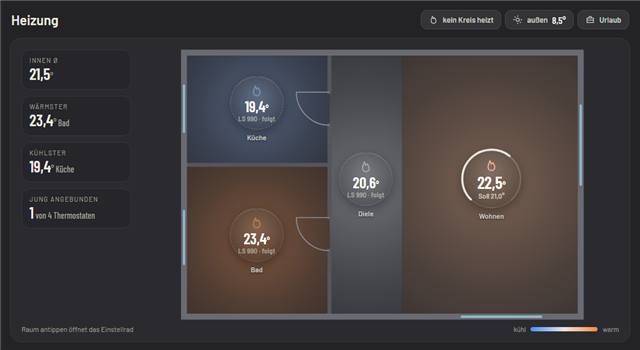 Heizung
kein Kreis heizt
außen 8,5°
Urlaub
INNEN Ø
21,5°
WÄRMSTER
23,4° Bad
KÜHLSTER
19,4° Küche
JUNG ANGEBUNDEN
1 von 4 Thermostaten
19,4°
LS 990 · folgt
Küche
23,4°
LS 990 · folgt
Bad
20,6°
LS 990 · folgt
Diele
22,5°
Soll 21,0°
Wohnen
Raum antippen öffnet das Einstellrad
kühl
warm